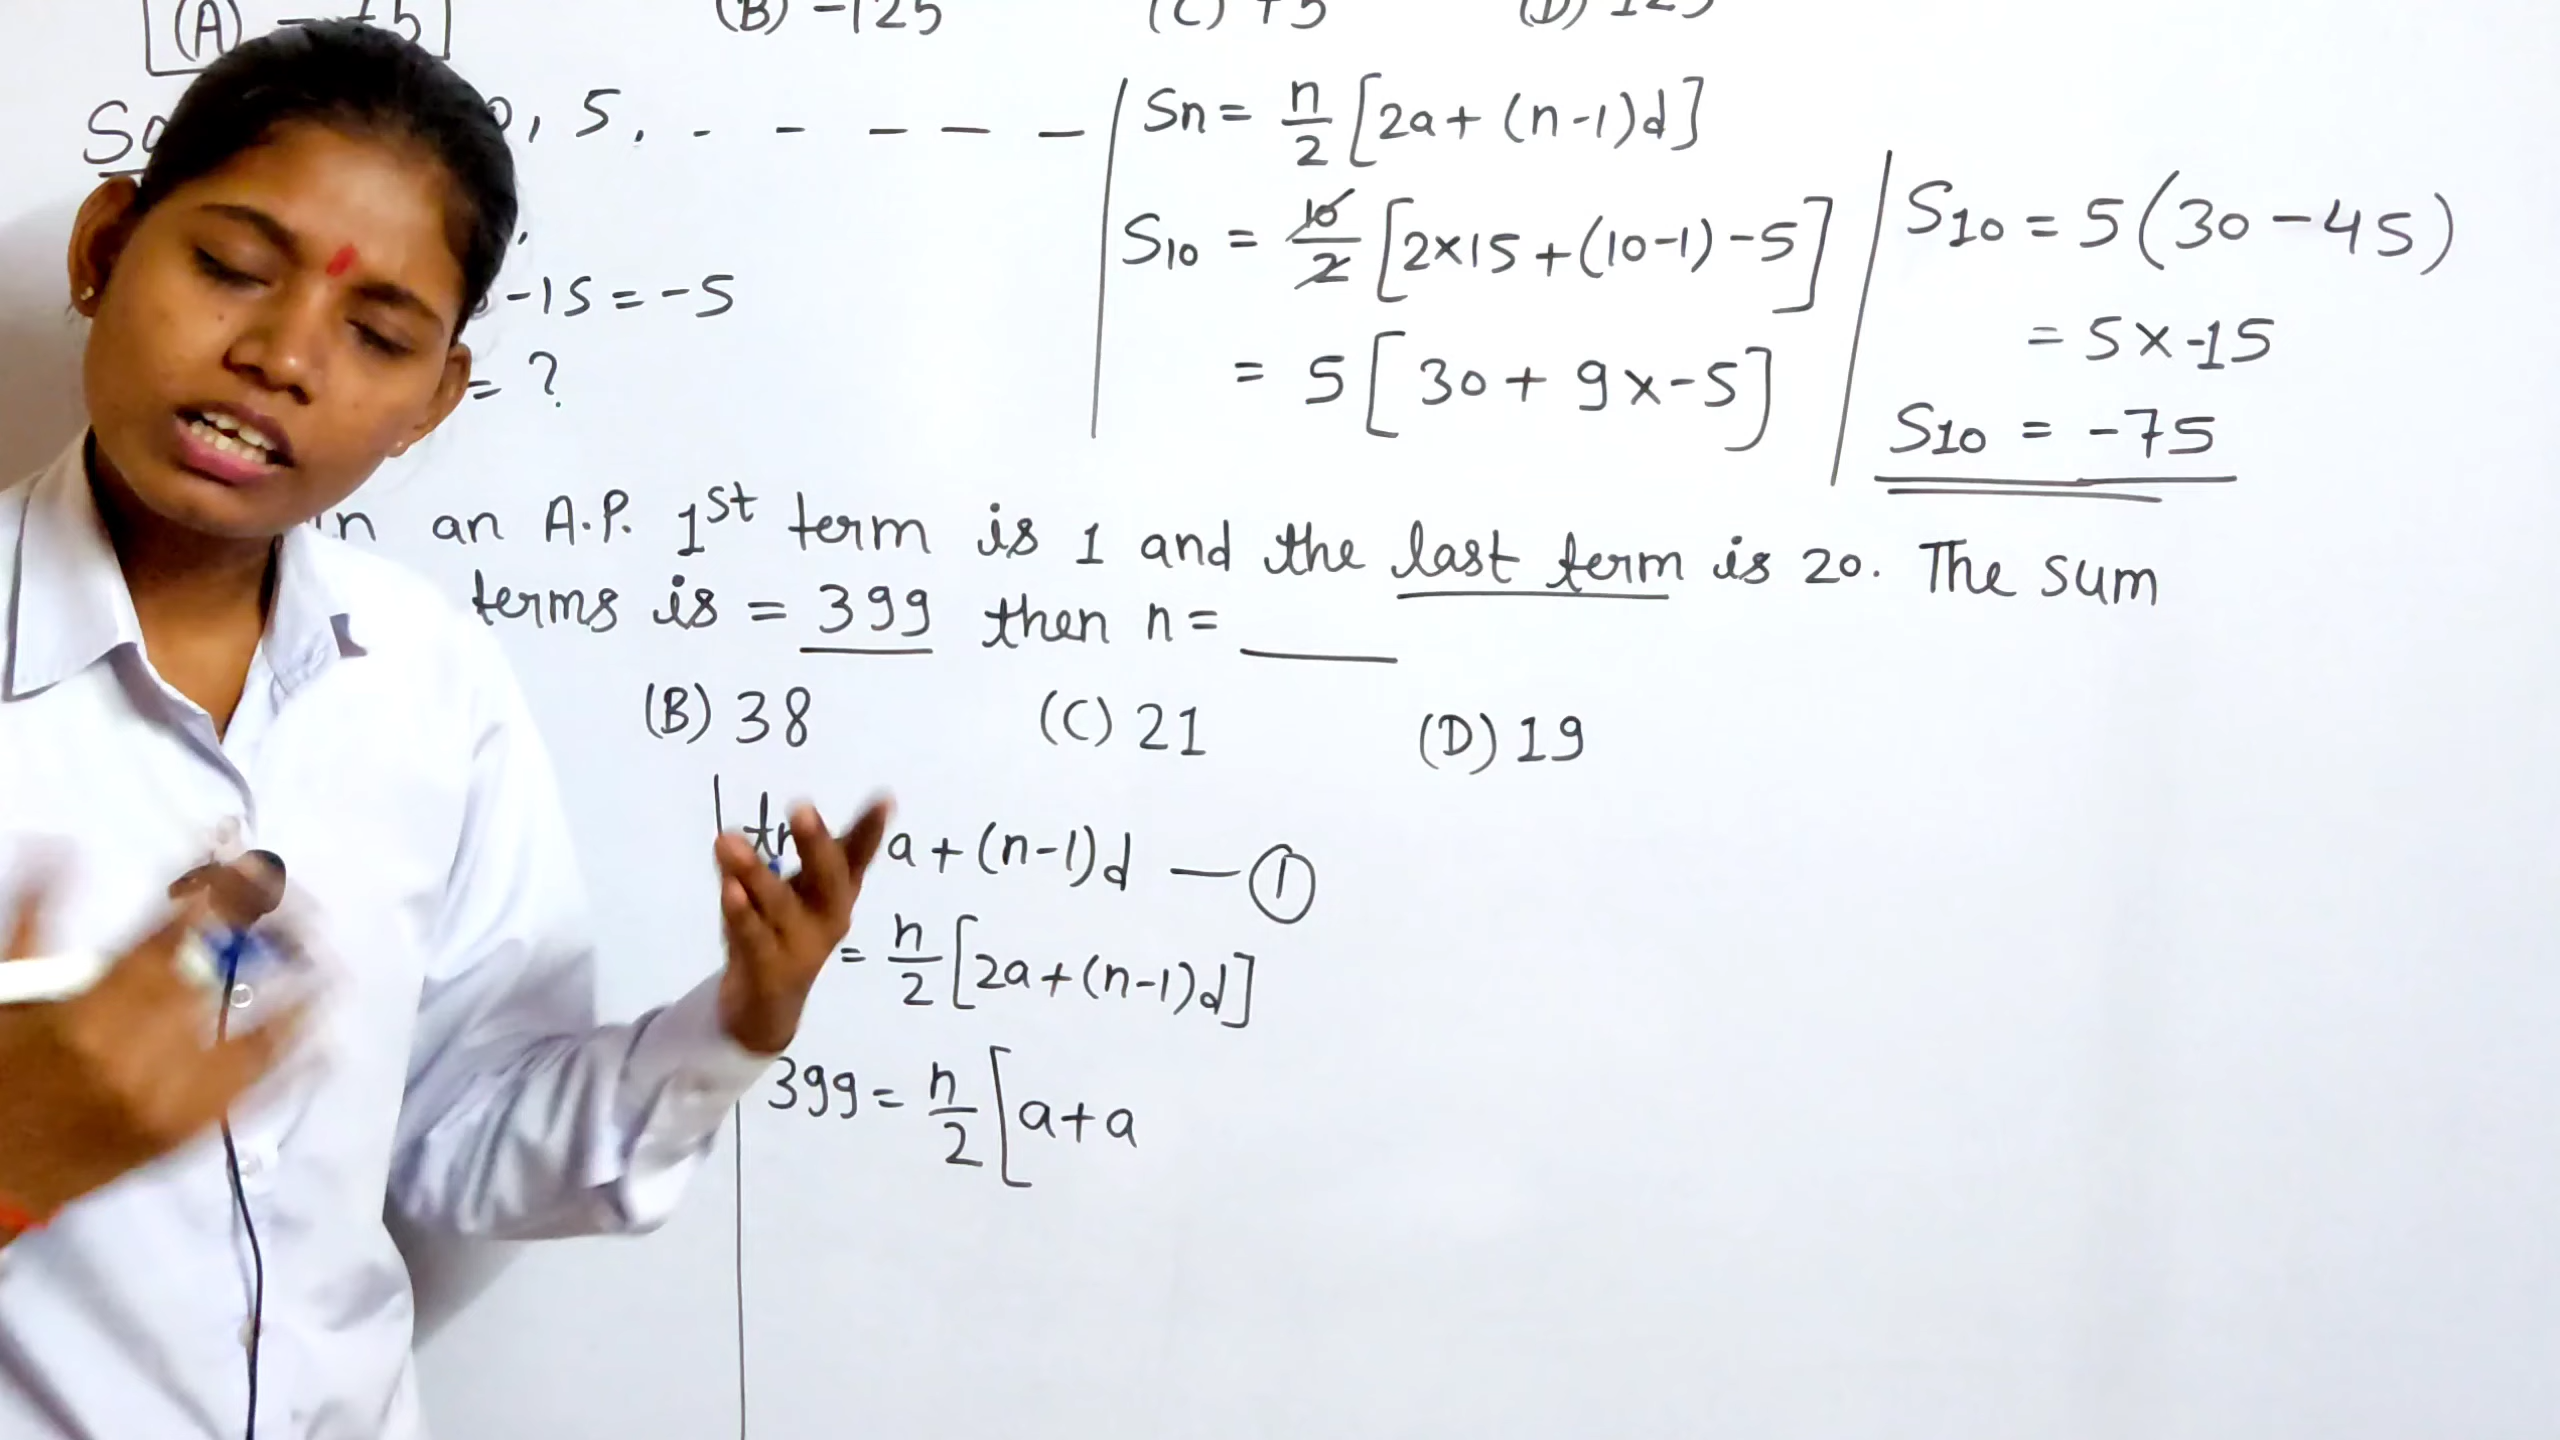 (A) -75 (B) -125 (C) +5 (D) 125
So
, 5, - - - - -
-15 = -5
= ?
Sn = n/2 [2a + (n-1)d]
S10 = 10/2 [2×15 + (10-1) -5]
= 5 [30 + 9×-5]
S10 = 5(30 - 45)
= 5×-15
S10 = -75
an A.P. 1st term is 1 and the last term is 20. The sum
terms is = 399 then n = ____
(B) 38 (C) 21 (D) 19
tn a + (n-1)d — ①
= n/2 [2a + (n-1)d]
399 = n/2 [a + a